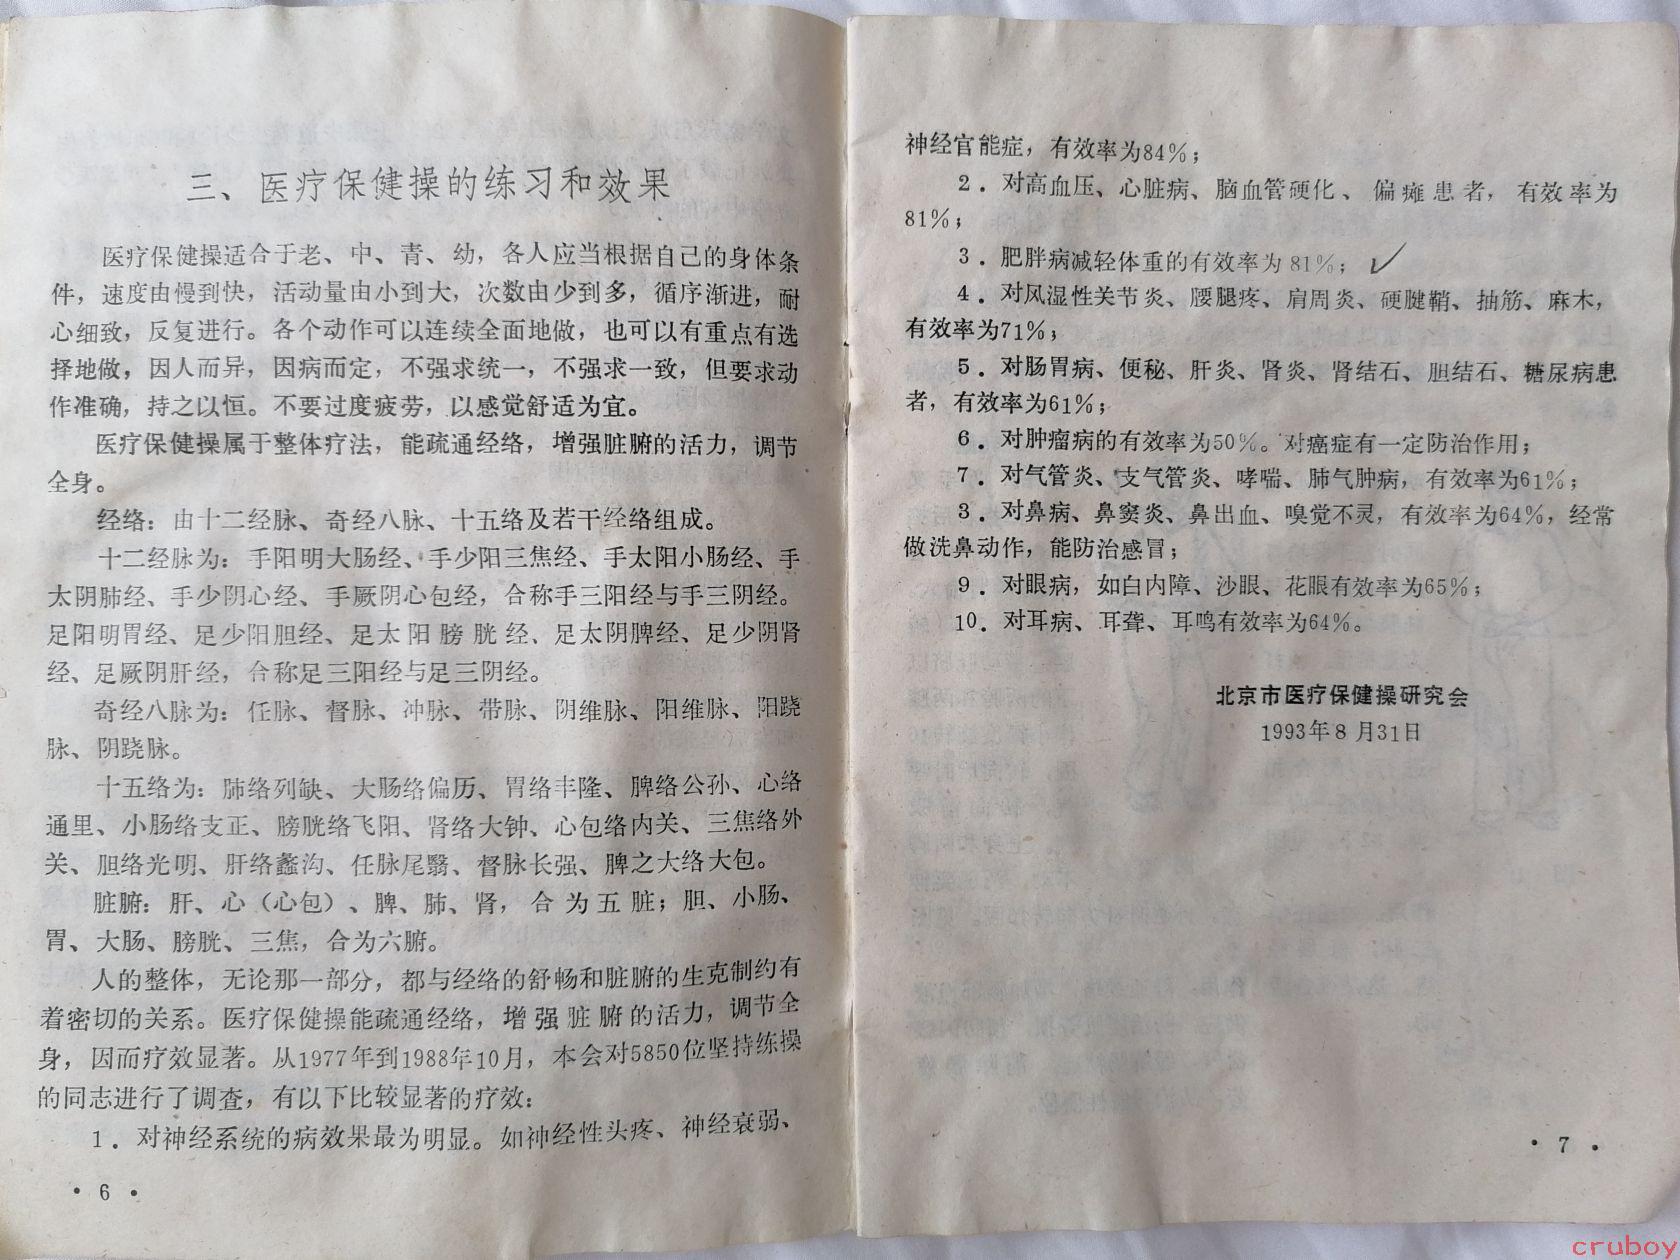 三、医疗保健操的练习和效果
医疗保健操适合于老、中、青、幼，各人应当根据自己的身体条
件，速度由慢到快，活动量由小到大，次数由少到多，循序渐进，耐
心细致，反复进行。各个动作可以连续全面地做，也可以有重点有选
择地做，因人而异，因病而定，不强求统一，不强求一致，但要求动
作准确，持之以恒。不要过度疲劳，以感觉舒适为宜。
医疗保健操属于整体疗法，能疏通经络，增强脏腑的活力，调节
全身。
经络：由十二经脉、奇经八脉、十五络及若干经络组成。
十二经脉为：手阳明大肠经、手少阳三焦经、手太阳小肠经、手
太阴肺经、手少阴心经、手厥阴心包经，合称手三阳经与手三阴经。
足阳明胃经、足少阳胆经、足太阳膀胱经、足太阴脾经、足少阴肾
经、足厥阴肝经，合称足三阳经与足三阴经。
奇经八脉为：任脉、督脉、冲脉、带脉、阴维脉、阳维脉、阳跷
脉、阴跷脉。
十五络为：肺络列缺、大肠络偏历、胃络丰隆、脾络公孙、心络
通里、小肠络支正、膀胱络飞阳、肾络大钟、心包络内关、三焦络外
关、胆络光明、肝络蠡沟、任脉尾翳、督脉长强、脾之大络大包。
脏腑：肝、心（心包）、脾、肺、肾，合为五脏；胆、小肠、
胃、大肠、膀胱、三焦，合为六腑。
人的整体，无论那一部分，都与经络的舒畅和脏腑的生克制约有
着密切的关系。医疗保健操能疏通经络，增强脏腑的活力，调节全
身，因而疗效显著。从1977年到1988年10月，本会对5850位坚持练操
的同志进行了调查，有以下比较显著的疗效：
1．对神经系统的病效果最为明显。如神经性头疼、神经衰弱、
·6·
神经官能症，有效率为84％；
2．对高血压、心脏病、脑血管硬化、偏瘫患者，有效率为
81％；
3．肥胖病减轻体重的有效率为81％；✓
4．对风湿性关节炎、腰腿疼、肩周炎、硬腱鞘、抽筋、麻木，
有效率为71％；
5．对肠胃病、便秘、肝炎、肾炎、肾结石、胆结石、糖尿病患
者，有效率为61％；
6．对肿瘤病的有效率为50％。对癌症有一定防治作用；
7．对气管炎、支气管炎、哮喘、肺气肿病，有效率为61％；
3．对鼻病、鼻窦炎、鼻出血、嗅觉不灵，有效率为64％，经常
做洗鼻动作，能防治感冒；
9．对眼病，如白内障、沙眼、花眼有效率为65％；
10．对耳病、耳聋、耳鸣有效率为64％。
北京市医疗保健操研究会
1993年8月31日
·7·
cruboy